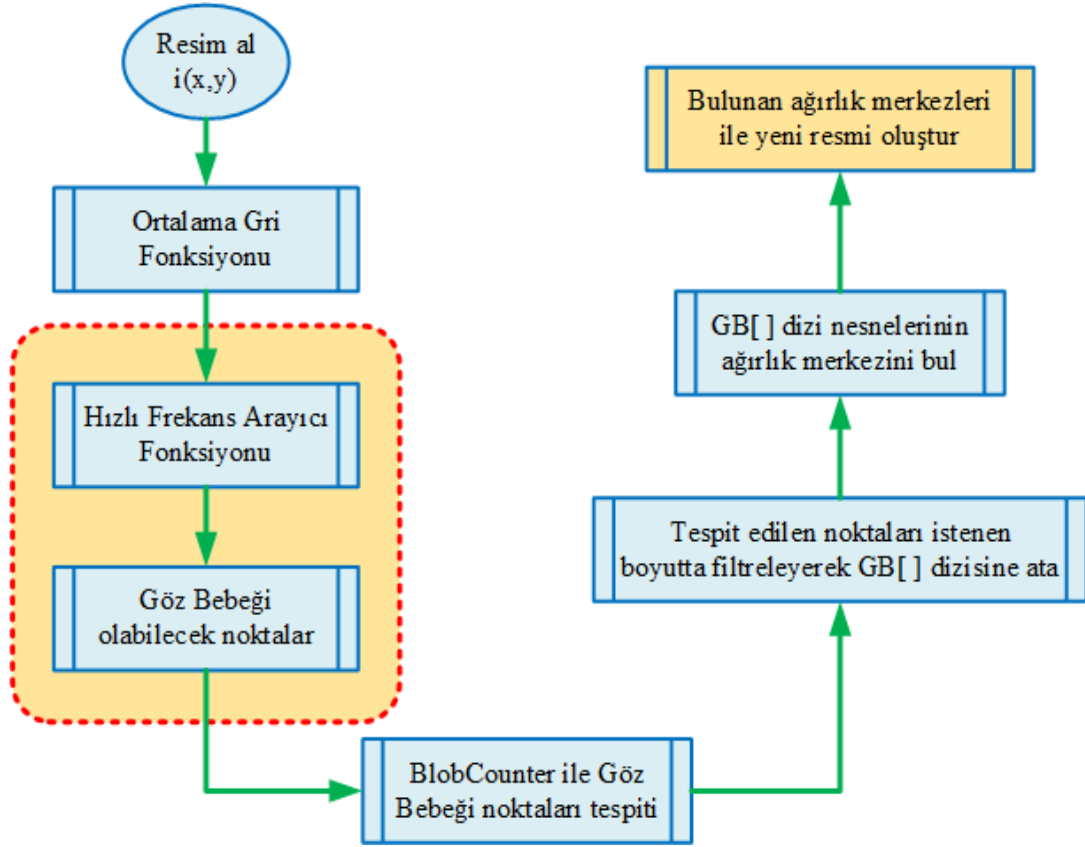 Resim al
i(x,y)
Ortalama Gri
Fonksiyonu
Hızlı Frekans Arayıcı
Fonksiyonu
Göz Bebeği
olabilecek noktalar
BlobCounter ile Göz
Bebeği noktaları tespiti
Tespit edilen noktaları istenen
boyutta filtreleyerek GB[ ] dizisine ata
GB[ ] dizi nesnelerinin
ağırlık merkezini bul
Bulunan ağırlık merkezleri
ile yeni resmi oluştur